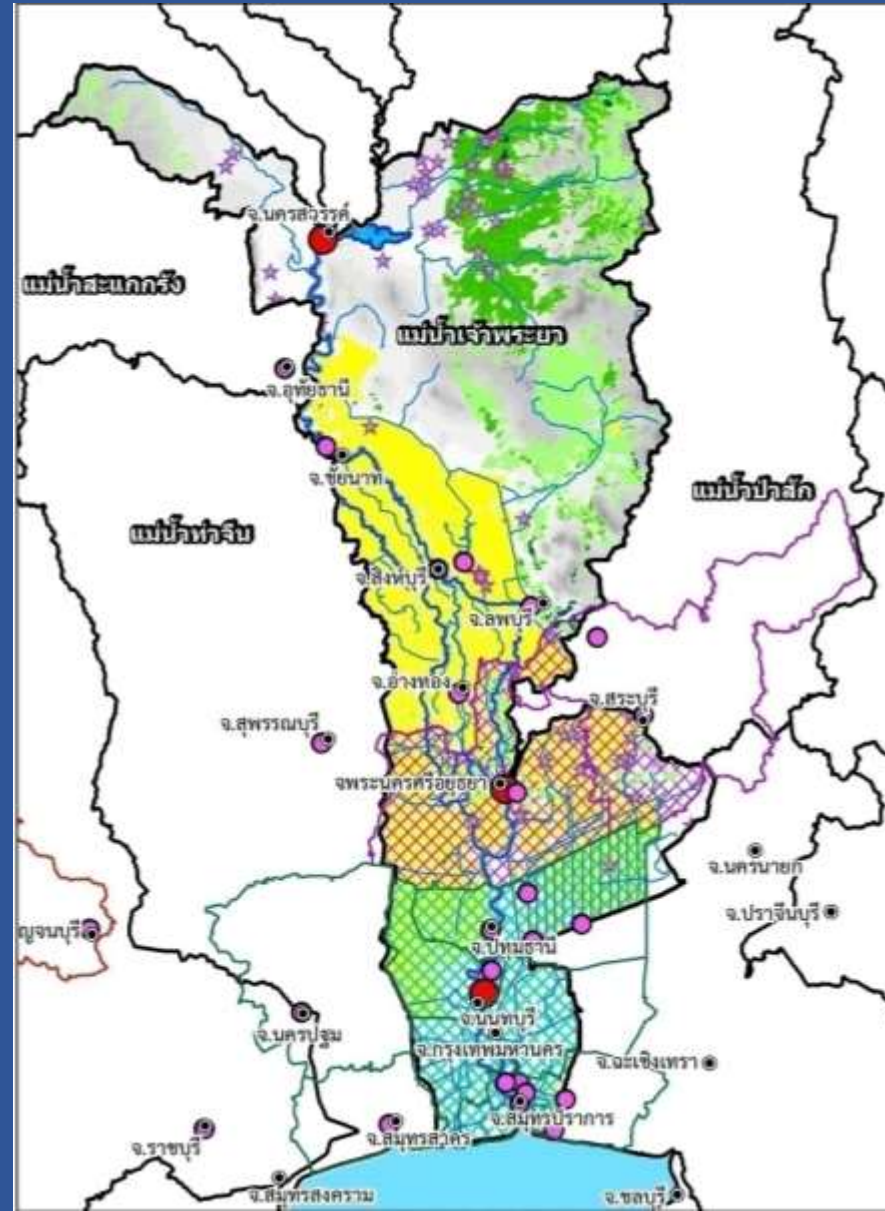 จ.นครสวรรค์
แม่น้ำสะแกกรัง
แม่น้ำเจ้าพระยา
จ.อุทัยธานี
จ.ชัยนาท
แม่น้ำป่าสัก
แม่น้ำท่าจีน
จ.สิงห์บุรี
จ.ลพบุรี
จ.อ่างทอง
จ.สระบุรี
จ.สุพรรณบุรี
จพระนครศรีอยุธยา
จ.นครนายก
จ.ปราจีนบุรี
ญจนบุรี
จ.ปทุมธานี
จ.นนทบุรี
จ.นครปฐม
จ.กรุงเทพมหานคร
จ.ฉะเชิงเทรา
จ.สมุทรปราการ
จ.สมุทรสาคร
จ.ราชบุรี
จ.สมุทรสงคราม
จ.ชลบุรี